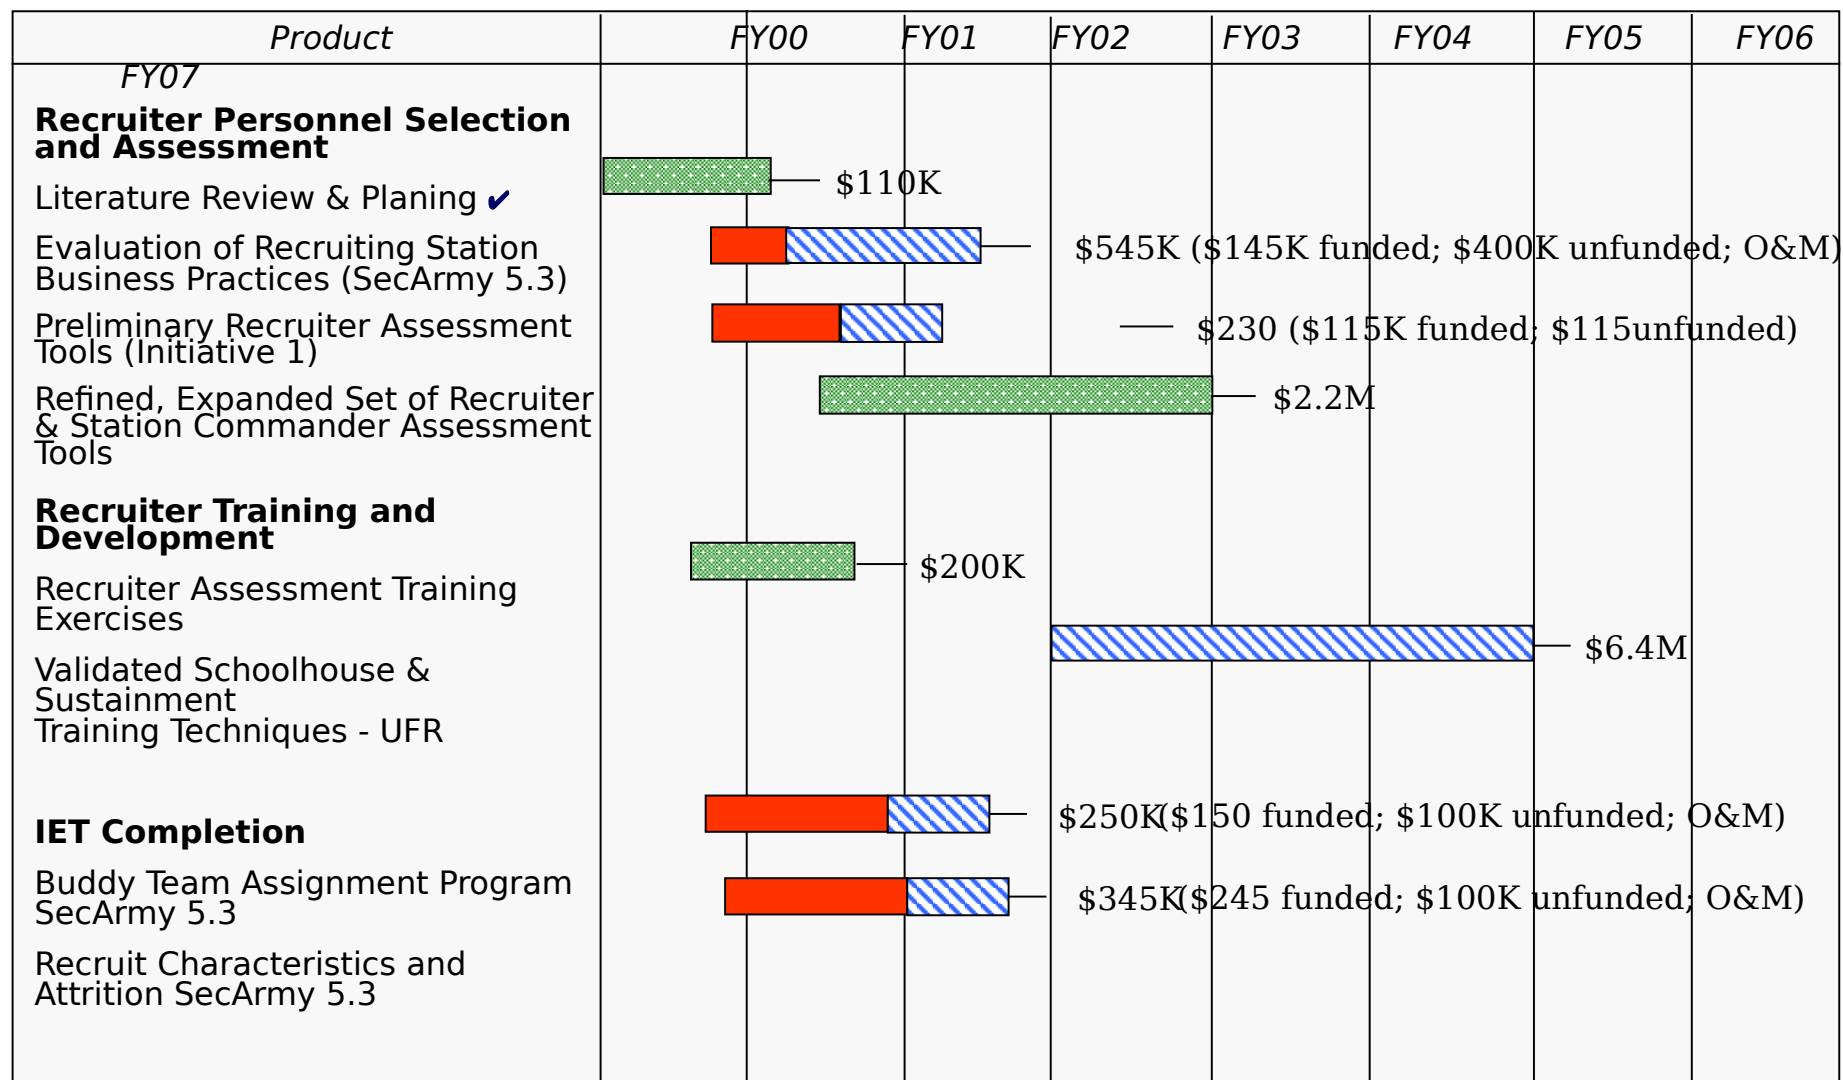 Product FY00 FY01 FY02 FY03 FY04 FY05 FY06
FY07
Recruiter Personnel Selection
and Assessment
Literature Review & Planing ✔
$110K
Evaluation of Recruiting Station
Business Practices (SecArmy 5.3)
$545K ($145K funded; $400K unfunded; O&M)
Preliminary Recruiter Assessment
Tools (Initiative 1)
$230 ($115K funded; $115unfunded)
Refined, Expanded Set of Recruiter
& Station Commander Assessment
Tools
$2.2M
Recruiter Training and
Development
$200K
Recruiter Assessment Training
Exercises
$6.4M
Validated Schoolhouse &
Sustainment
Training Techniques - UFR
$250K($150 funded; $100K unfunded; O&M)
IET Completion
Buddy Team Assignment Program
SecArmy 5.3
$345K($245 funded; $100K unfunded; O&M)
Recruit Characteristics and
Attrition SecArmy 5.3